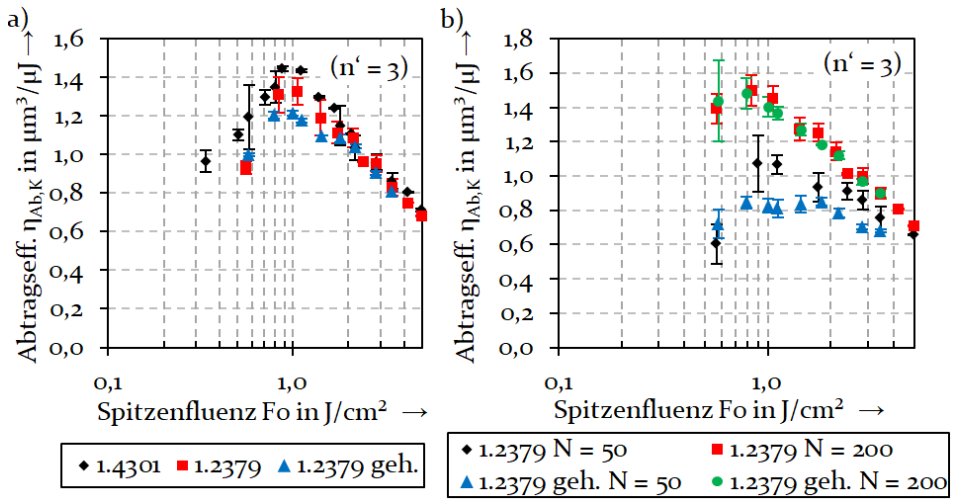 a)
Abtragseff. ηAb,K in µm³/µJ →
1,6
1,4
1,2
1,0
0,8
0,6
0,4
0,2
0,0
(n‘ = 3)
0,1
1,0
Spitzenfluenz F0 in J/cm² →
1.4301
1.2379
1.2379 geh.
b)
Abtragseff. ηAb,K in µm³/µJ →
1,8
1,6
1,4
1,2
1,0
0,8
0,6
0,4
0,2
0,0
(n‘ = 3)
0,1
1,0
Spitzenfluenz F0 in J/cm² →
1.2379 N = 50
1.2379 N = 200
1.2379 geh. N = 50
1.2379 geh. N = 200